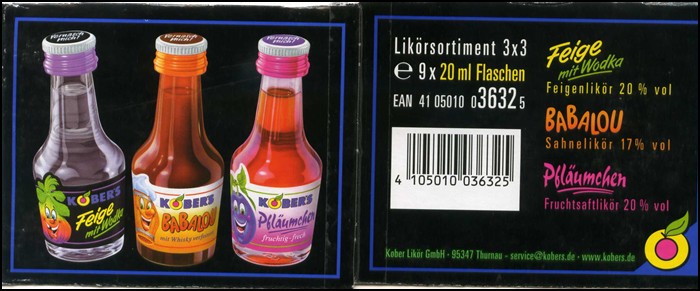 Vernasch mich!
Vernasch mich!
Vernasch mich!
KOBER'S
Feige
mit Wodka
KOBER'S
BABALOU
mit Whisky
KOBER'S
Pfläumchen
fruchtig-frech
Likörsortiment 3x3
℮ 9 x 20 ml Flaschen
EAN 41 05010 03632 5
4 105010 036325
Feige
mit Wodka
Feigenlikör 20 % vol
BABALOU
Sahnelikör 17% vol
Pfläumchen
Fruchtsaftlikör 20 % vol
Kober Likör GmbH · 95347 Thurnau - service@kobers.de - www.kobers.de